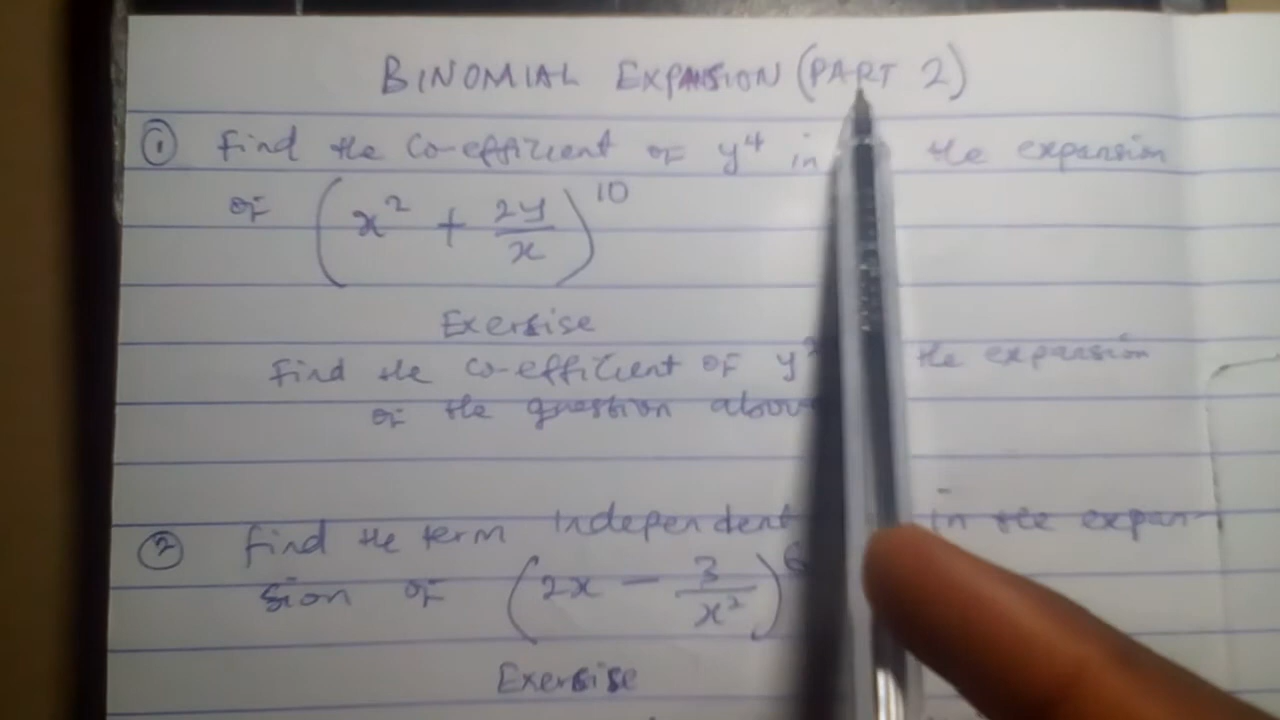 BINOMIAL EXPANSION (PART 2)
① Find the Co-efficient of y⁴ in the expansion
of (x² + 2y/x)¹⁰
Exercise
Find the co-efficient of y the expansion
of the question
② Find the term independent in the expan-
sion of (2x - 3/x²)
Exercise